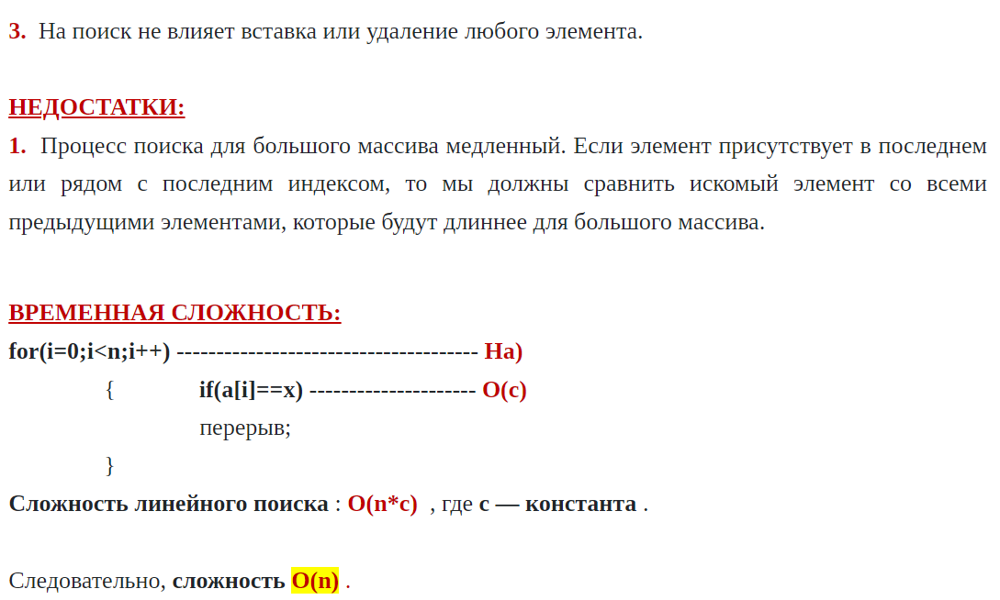 3. На поиск не влияет вставка или удаление любого элемента.
НЕДОСТАТКИ:
1. Процесс поиска для большого массива медленный. Если элемент присутствует в последнем
или рядом с последним индексом, то мы должны сравнить искомый элемент со всеми
предыдущими элементами, которые будут длиннее для большого массива.
ВРЕМЕННАЯ СЛОЖНОСТЬ:
for(i=0;i<n;i++) -------------------------------------- На)
{ if(a[i]==x) --------------------- O(c)
перерыв;
}
Сложность линейного поиска : O(n*c) , где c — константа .
Следовательно, сложность O(n) .